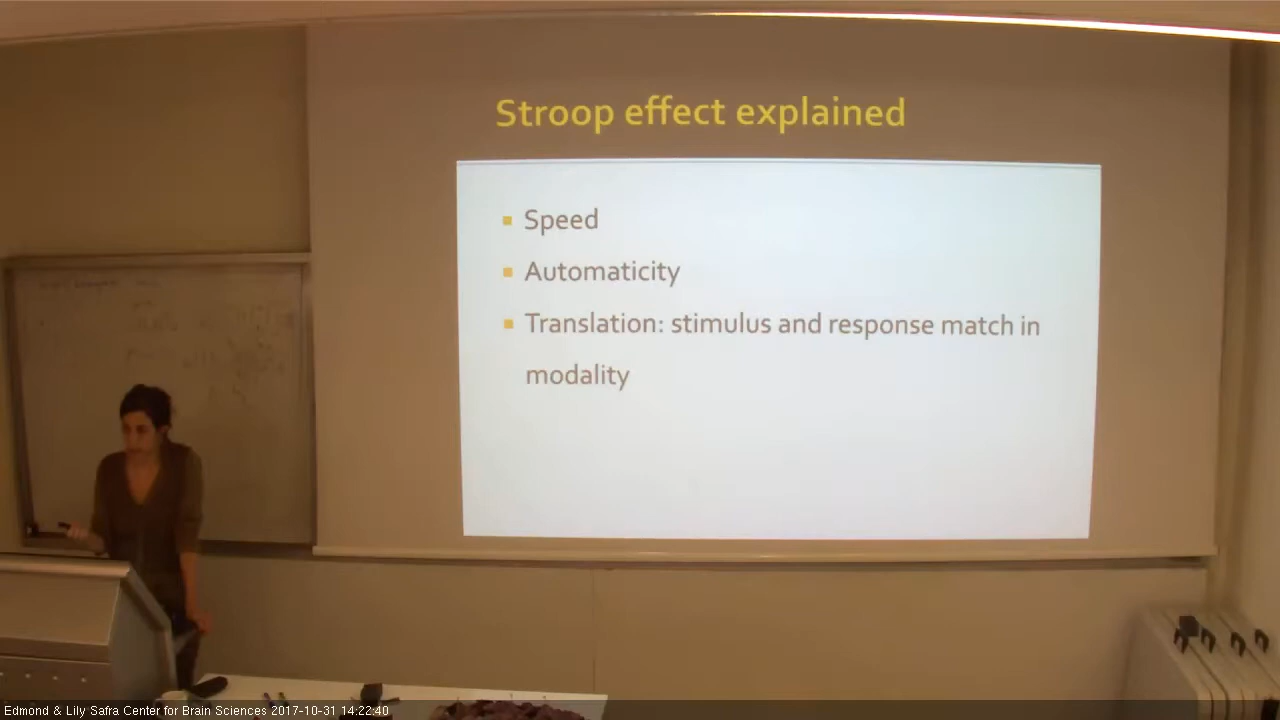 Stroop effect explained
Speed
Automaticity
Translation: stimulus and response match in
modality
Edmond & Lily Safra Center for Brain Sciences 2017-10-31 14:22:40